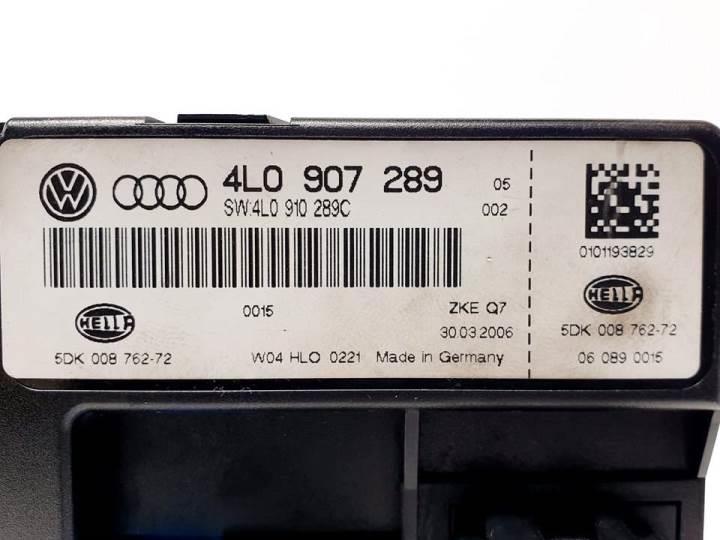 4L0 907 289 05
SW:4L0 910 289C 002
0101193829
0015 ZKE Q7
HELLA 30.03.2006 HELLA
5DK 008 762-72 W04 HLO 0221 Made in Germany 5DK 008 762-72
06 089 0015